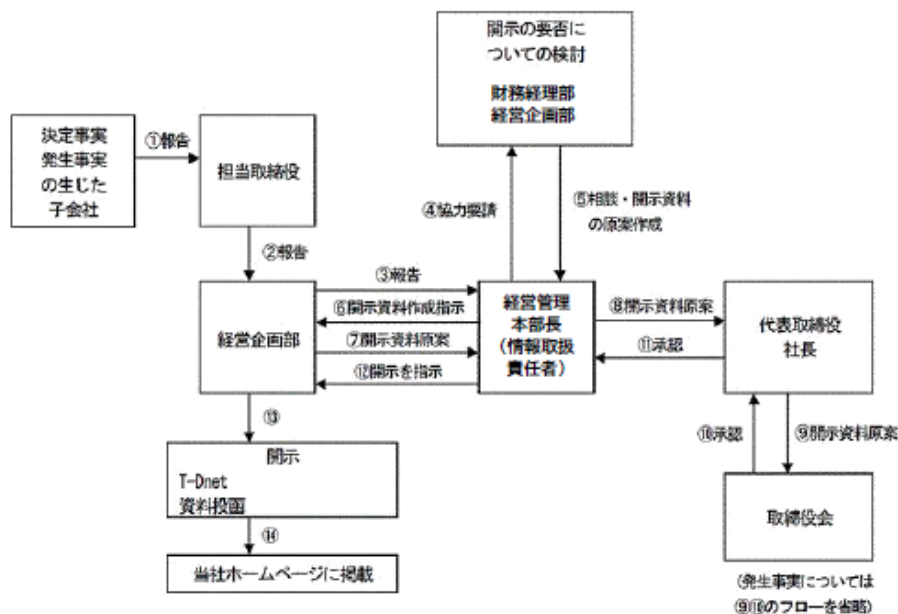 開示の要否に
ついての検討
財務経理部
経営企画部
決定事実
発生事実
の生じた
子会社
①報告
担当取締役
④協力要請
⑤相談・開示資料
の原案作成
②報告
経営企画部
③報告
⑥開示資料作成指示
⑦開示資料原案
⑫開示を指示
経営管理
本部長
(情報取扱
責任者)
⑧開示資料原案
⑪承認
代表取締役
社長
⑬
⑩承認
⑨開示資料原案
開示
T-Dnet
資料投函
取締役会
⑭
当社ホームページに掲載
(発生事実については
⑨⑩のフローを省略)